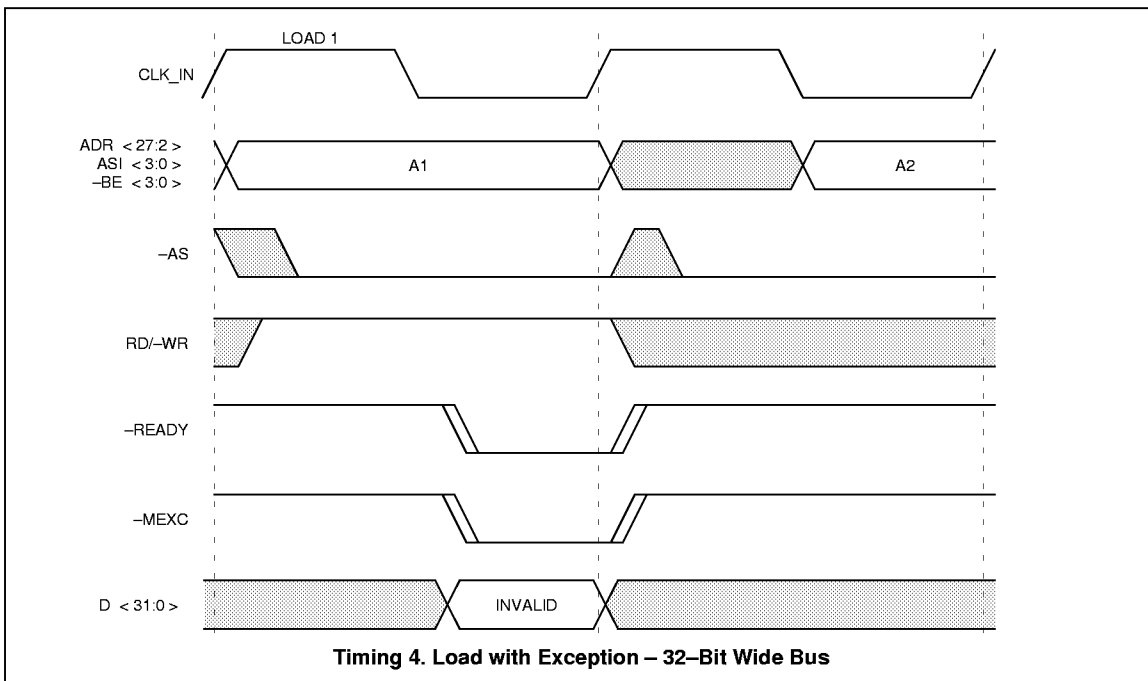 LOAD 1
CLK_IN
ADR < 27:2 >
ASI < 3:0 >
–BE < 3:0 >
A1
A2
–AS
RD/–WR
–READY
–MEXC
D < 31:0 >
INVALID
Timing 4. Load with Exception – 32–Bit Wide Bus